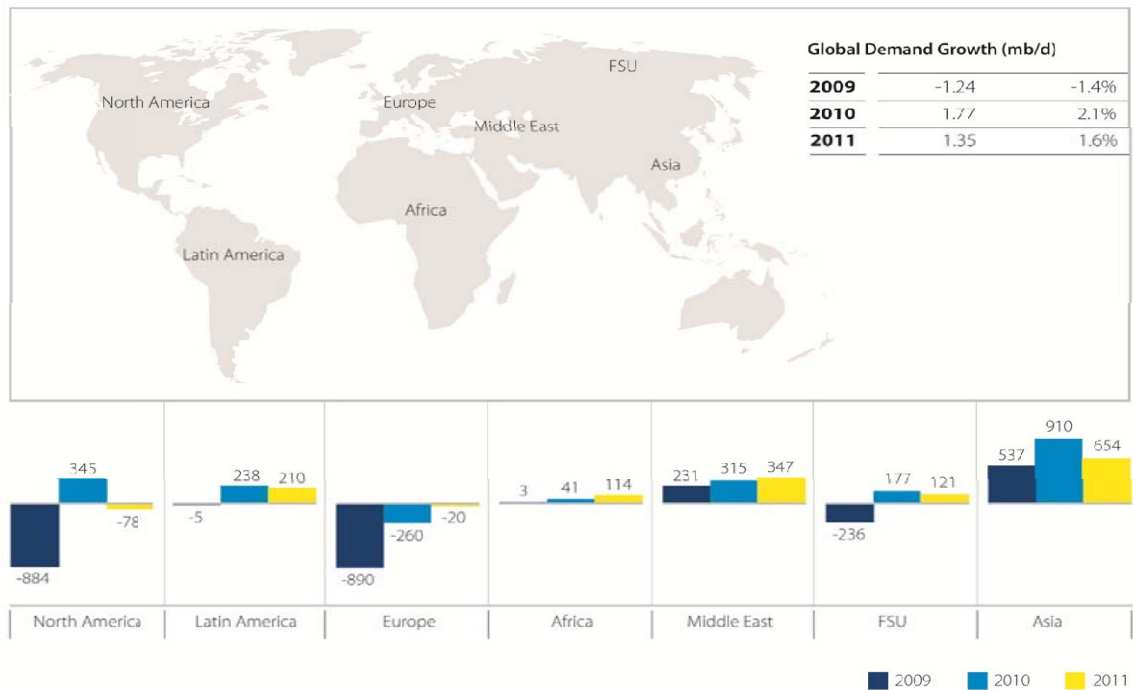 Global Demand Growth (mb/d)
2009 -1.24 -1.4%
2010 1.77 2.1%
2011 1.35 1.6%
FSU
North America
Europe
Middle East
Asia
Africa
Latin America
-884 345 -78
-5 238 210
-890 -260 -20
3 41 114
231 315 347
-236 177 121
537 910 654
North America Latin America Europe Africa Middle East FSU Asia
2009 2010 2011